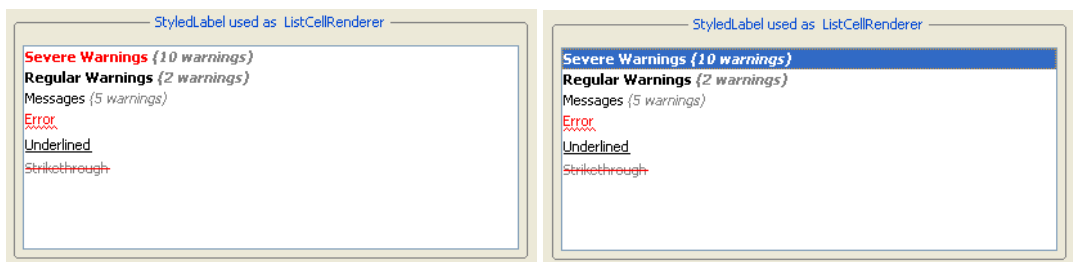 StyledLabel used as ListCellRenderer
Severe Warnings {10 warnings}
Regular Warnings {2 warnings}
Messages {5 warnings}
Error
Underlined
Strikethrough
StyledLabel used as ListCellRenderer
Severe Warnings {10 warnings}
Regular Warnings {2 warnings}
Messages {5 warnings}
Error
Underlined
Strikethrough